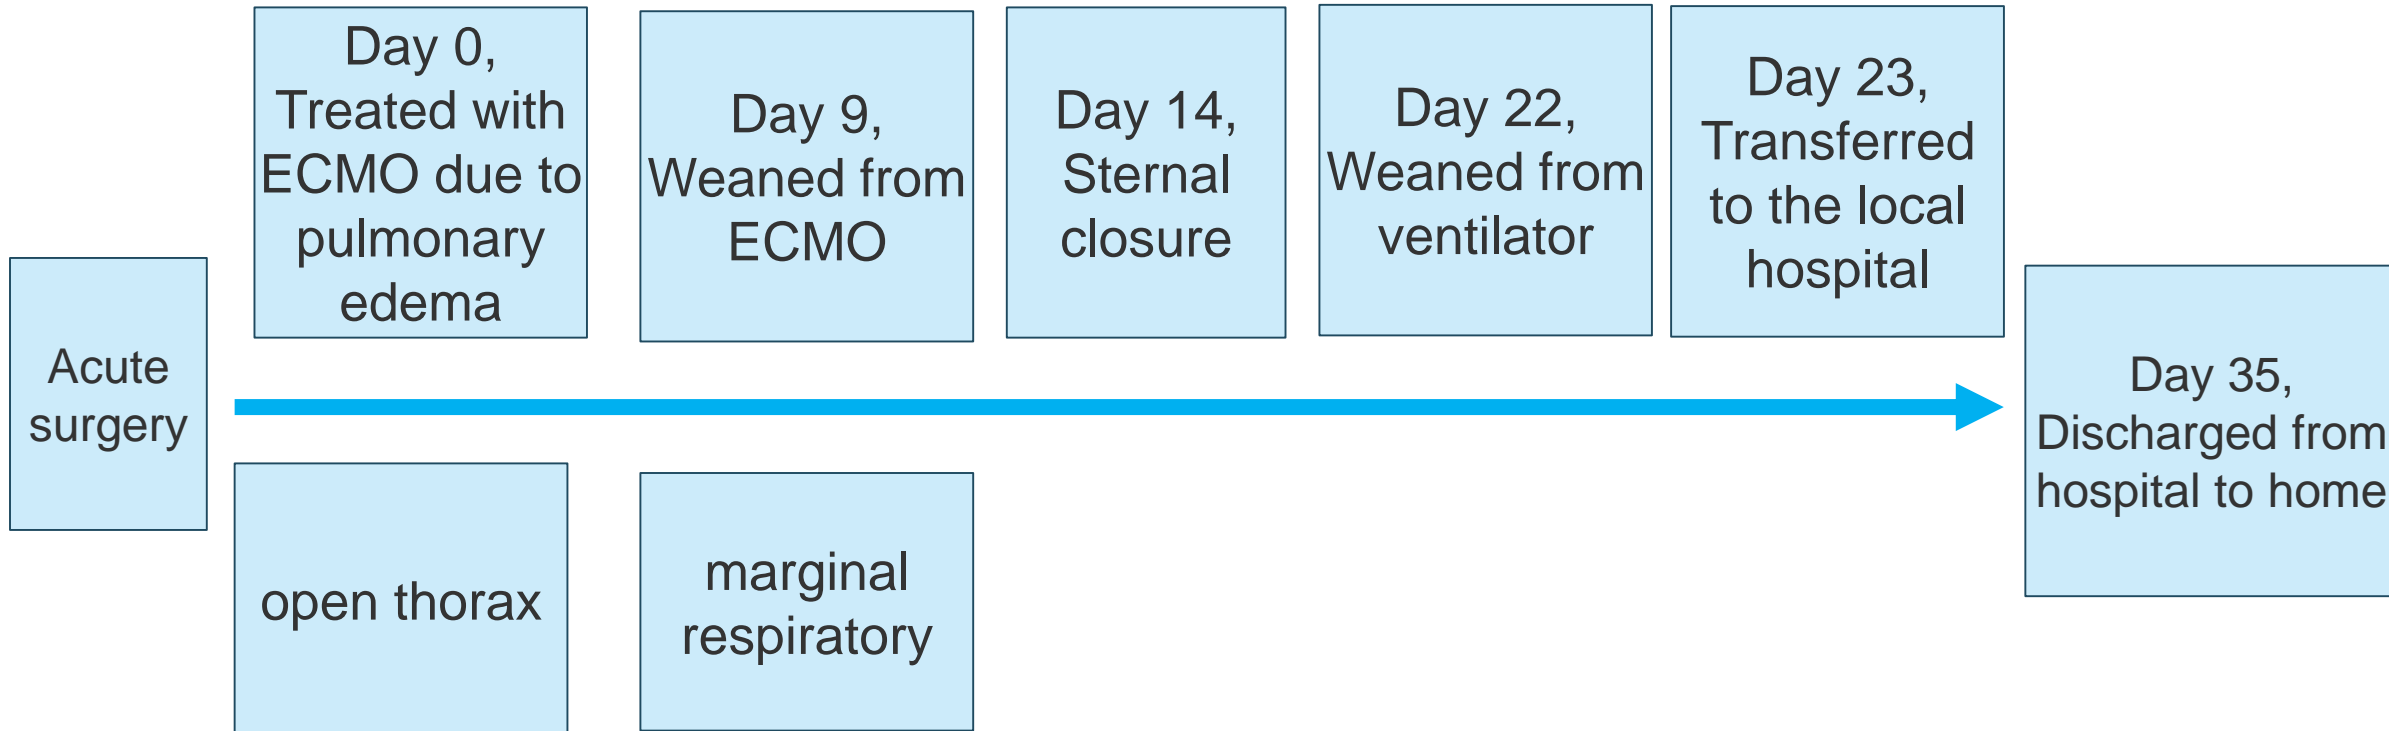 Acute
surgery
Day 0,
Treated with
ECMO due to
pulmonary
edema
Day 9,
Weaned from
ECMO
Day 14,
Sternal
closure
Day 22,
Weaned from
ventilator
Day 23,
Transferred
to the local
hospital
Day 35,
Discharged from
hospital to home
open thorax
marginal
respiratory